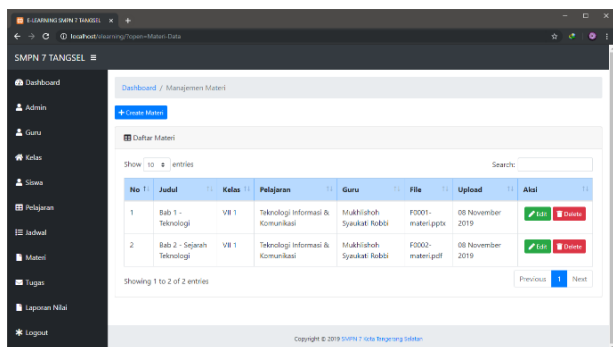 E-LEARNING SMPN 7 TANGSEL
localhost/elearning/?open=Materi-Data
SMPN 7 TANGSEL
Dashboard
Admin
Guru
Kelas
Siswa
Pelajaran
Jadwal
Materi
Tugas
Laporan Nilai
Logout
Dashboard / Manajemen Materi
+ Create Materi
Daftar Materi
Show 10 entries
Search:
No Judul Kelas Pelajaran Guru File Upload Aksi
1 Bab 1 - Teknologi VII 1 Teknologi Informasi & Komunikasi Mukhlishoh Syaukati Robbi F0001-materi.pptx 08 November 2019 Edit Delete
2 Bab 2 - Sejarah Teknologi VII 1 Teknologi Informasi & Komunikasi Mukhlishoh Syaukati Robbi F0002-materi.pdf 08 November 2019 Edit Delete
Showing 1 to 2 of 2 entries
Previous 1 Next
Copyright © 2019 SMPN 7 Kota Tangerang Selatan